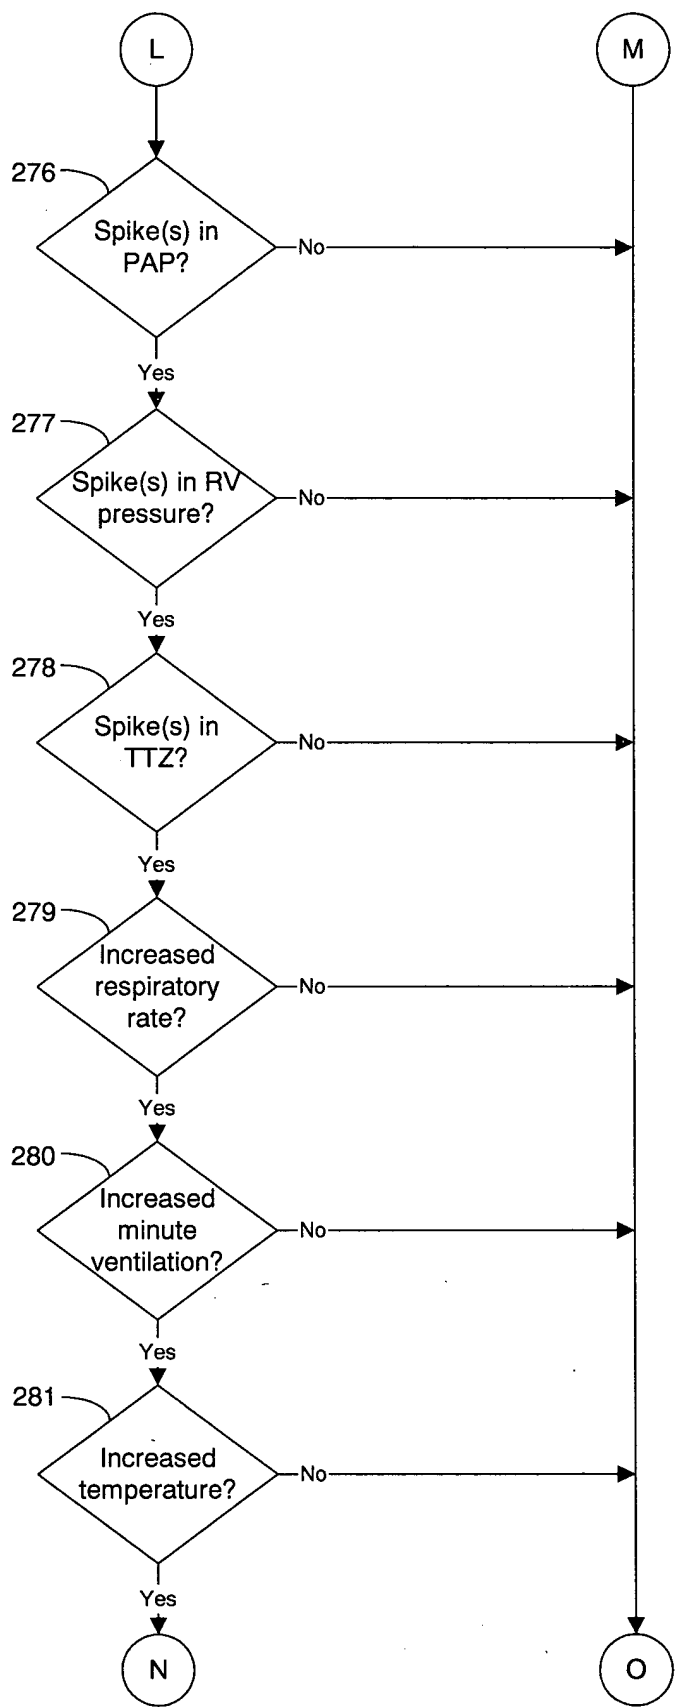 L
M
276
Spike(s) in
PAP?
No
Yes
277
Spike(s) in RV
pressure?
No
Yes
278
Spike(s) in
TTZ?
No
Yes
279
Increased
respiratory
rate?
No
Yes
280
Increased
minute
ventilation?
No
Yes
281
Increased
temperature?
No
Yes
N
O